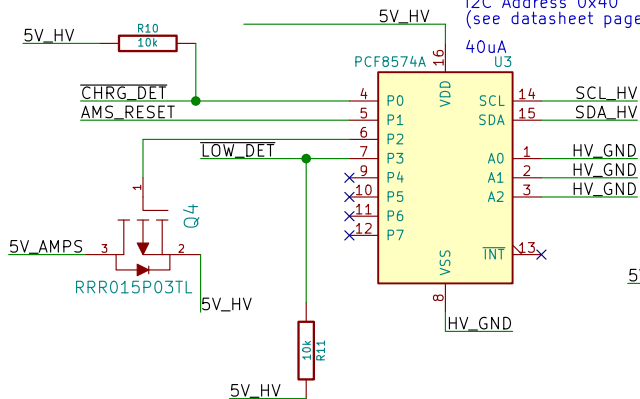 I2C Address 0x40
(see datasheet page
5V_HV
R10
5V_HV
10k
40uA
PCF8574A
U3
16
VDD
CHRG_DET
4 P0
SCL 14 SCL_HV
AMS_RESET
5 P1
SDA 15 SDA_HV
6 P2
LOW_DET
7 P3
A0 1 HV_GND
9 P4
A1 2 HV_GND
10 P5
A2 3 HV_GND
11 P6
12 P7
1
Q4
5V_AMPS
3
2
INT 13
VSS
RRR015P03TL
5V_HV
8
HV_GND
10k
R11
5V_HV